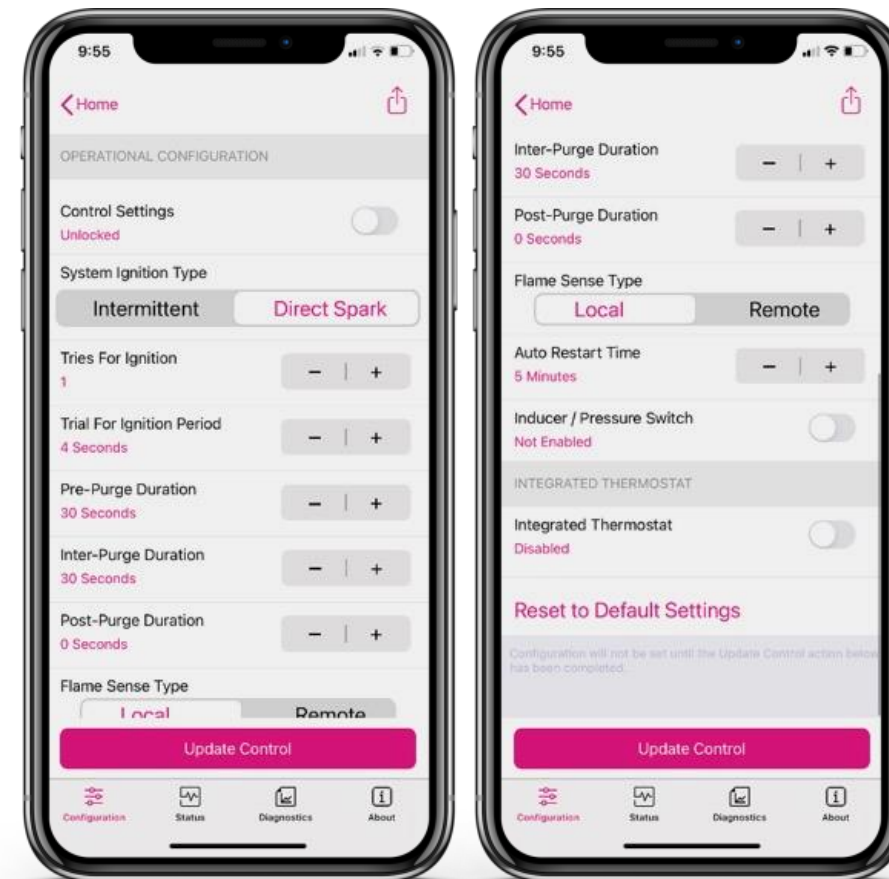 9:55
Home
OPERATIONAL CONFIGURATION
Control Settings
Unlocked
System Ignition Type
Intermittent Direct Spark
Tries For Ignition
1
− | +
Trial For Ignition Period
4 Seconds
− | +
Pre-Purge Duration
30 Seconds
− | +
Inter-Purge Duration
30 Seconds
− | +
Post-Purge Duration
0 Seconds
− | +
Flame Sense Type
Local Remote
Update Control
Configuration Status Diagnostics About
9:55
Home
Inter-Purge Duration
30 Seconds
− | +
Post-Purge Duration
0 Seconds
− | +
Flame Sense Type
Local Remote
Auto Restart Time
5 Minutes
− | +
Inducer / Pressure Switch
Not Enabled
INTEGRATED THERMOSTAT
Integrated Thermostat
Disabled
Reset to Default Settings
Configuration will not be set until the Update Control action below
has been completed.
Update Control
Configuration Status Diagnostics About